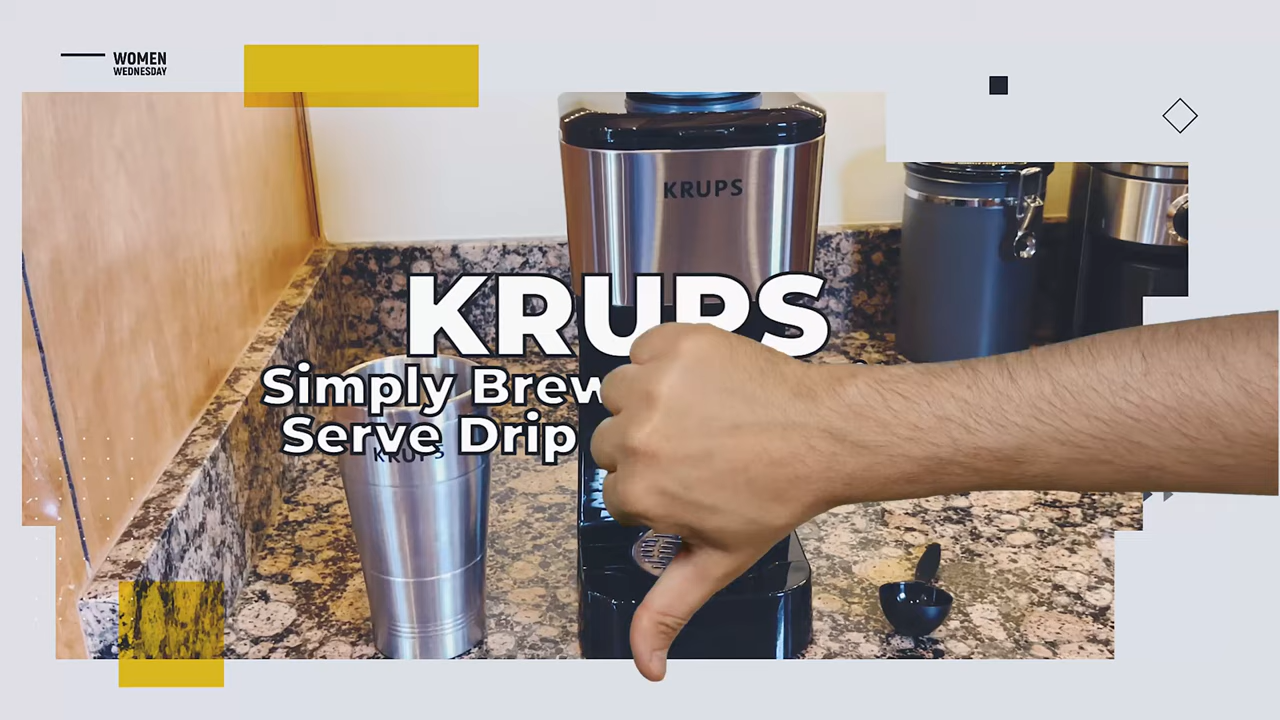 WOMEN
WEDNESDAY
KRUPS
KRUPS
Simply Brew
Serve Drip
KRUPS